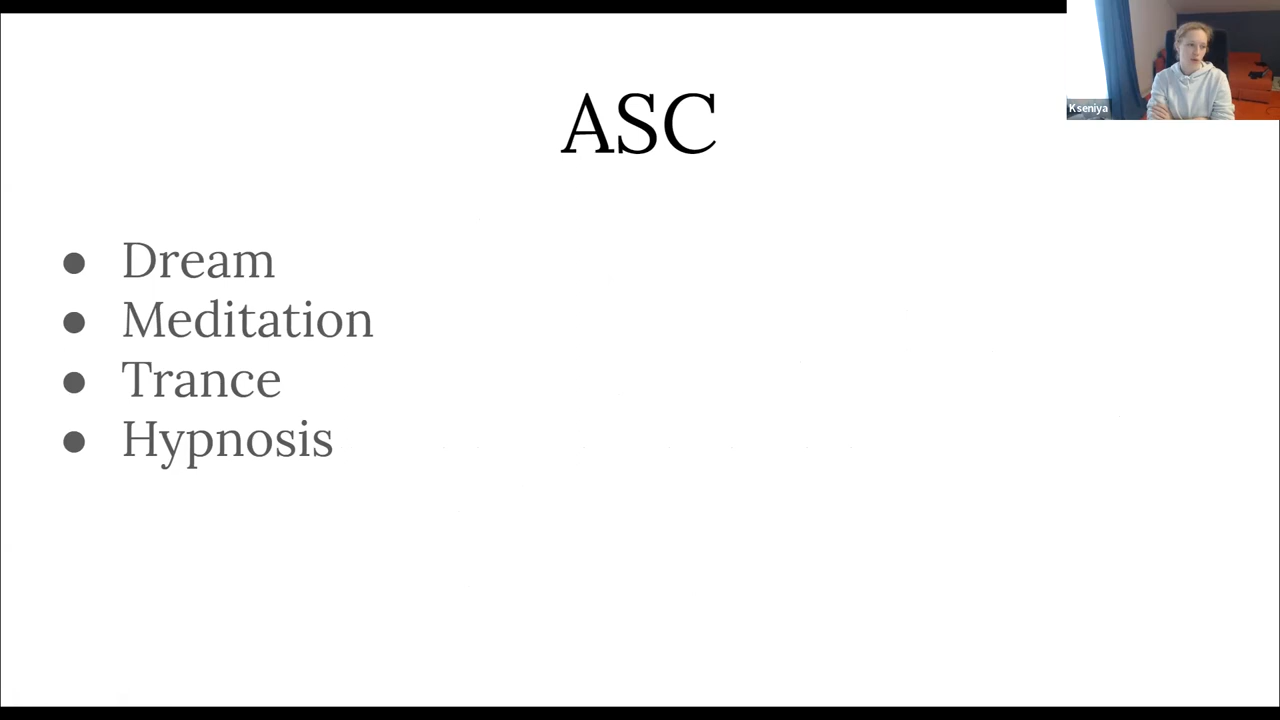 ASC
Kseniya
● Dream
● Meditation
● Trance
● Hypnosis